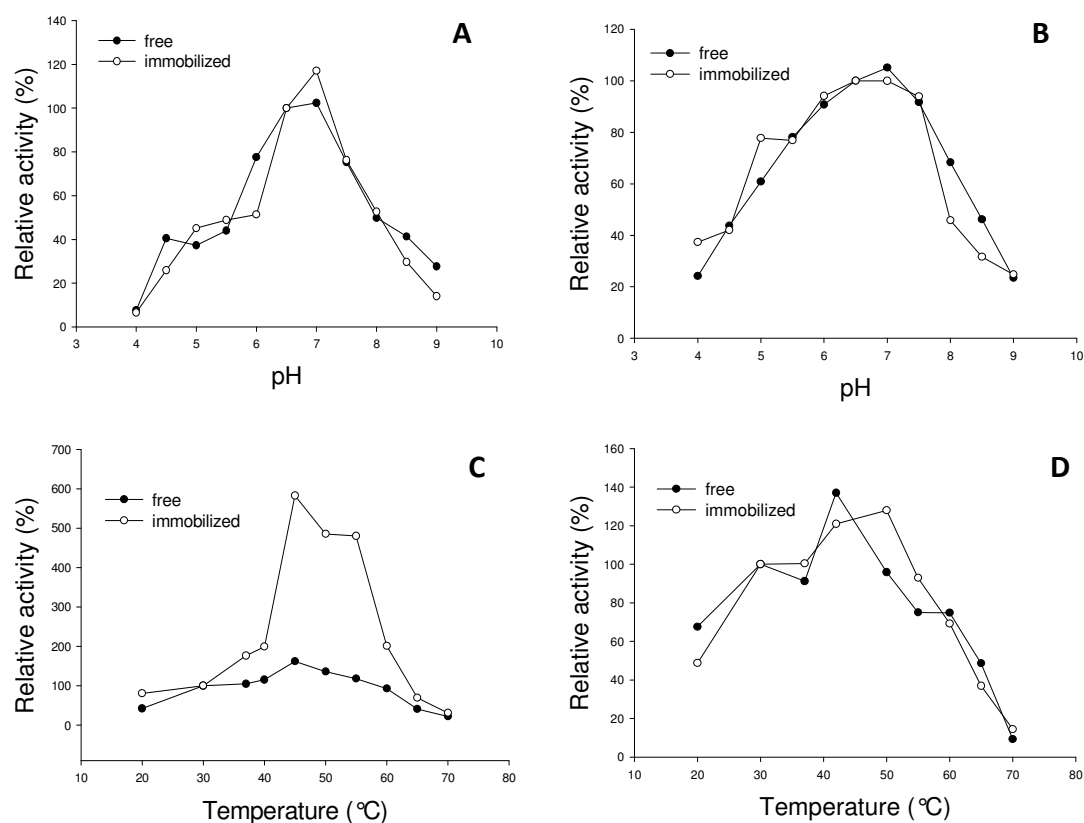 A
free
immobilized
Relative activity (%)
140
120
100
80
60
40
20
0
3 4 5 6 7 8 9 10
pH
B
free
immobilized
Relative activity (%)
120
100
80
60
40
20
0
3 4 5 6 7 8 9 10
pH
C
free
immobilized
Relative activity (%)
700
600
500
400
300
200
100
0
10 20 30 40 50 60 70 80
Temperature (°C)
D
free
immobilized
Relative activity (%)
160
140
120
100
80
60
40
20
0
10 20 30 40 50 60 70 80
Temperature (°C)